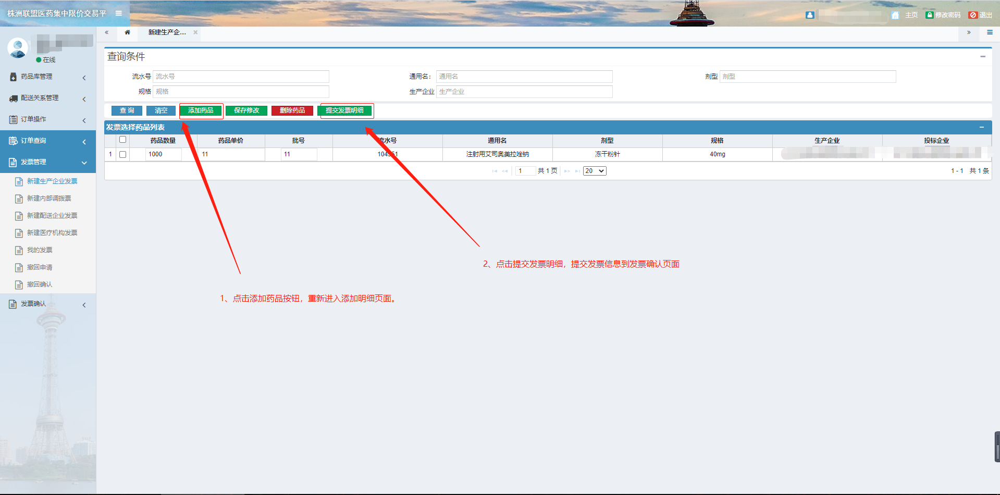 株洲联盟医药集中限价交易平
主页
修改密码
退出
新建生产企...
在线
药品库管理
配送关系管理
订单操作
订单查询
发票管理
新建生产企业发票
新建内部调拨票
新建配送企业发票
新建医疗机构发票
我的发票
撤回申请
撤回确认
发票确认
查询条件
流水号 流水号
通用名： 通用名
剂型 剂型
规格 规格
生产企业 生产企业
查 询 清空 添加药品 保存修改 删除药品 提交发票明细
发票选择药品列表
药品数量 药品单价 批号 流水号 通用名 剂型 规格 生产企业 投标企业
1 1000 11 11 注射用艾司奥美拉唑钠 冻干粉针 40mg
1 共 1 页 20 1 - 1 共 1 条
2、点击提交发票明细，提交发票信息到发票确认页面
1、点击添加药品按钮，重新进入添加明细页面。